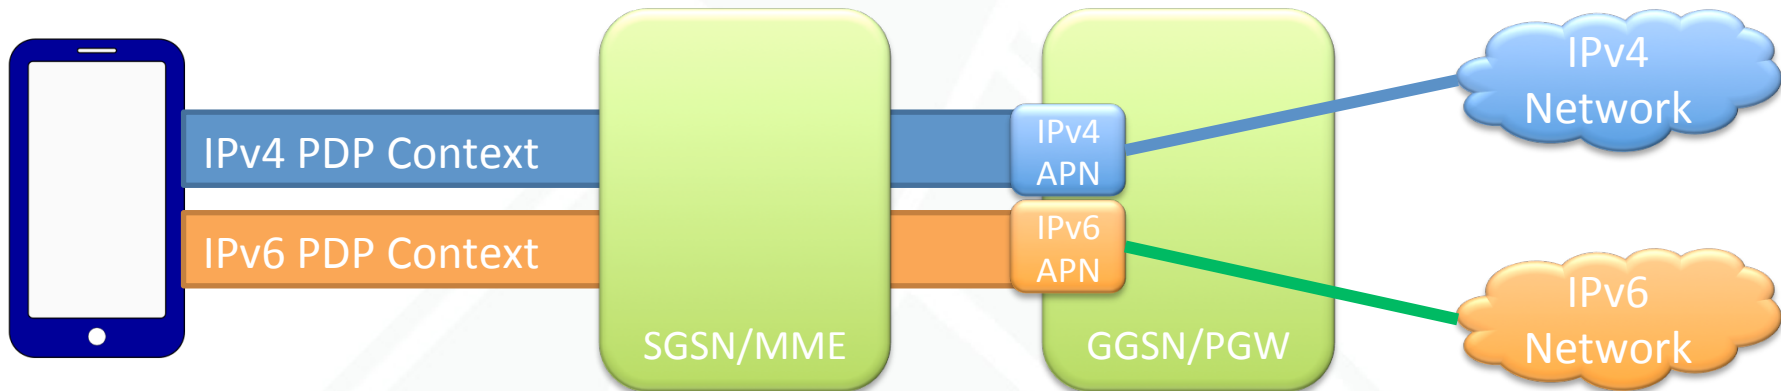 IPv4 PDP Context
IPv6 PDP Context
SGSN/MME
IPv4
APN
IPv6
APN
GGSN/PGW
IPv4
Network
IPv6
Network